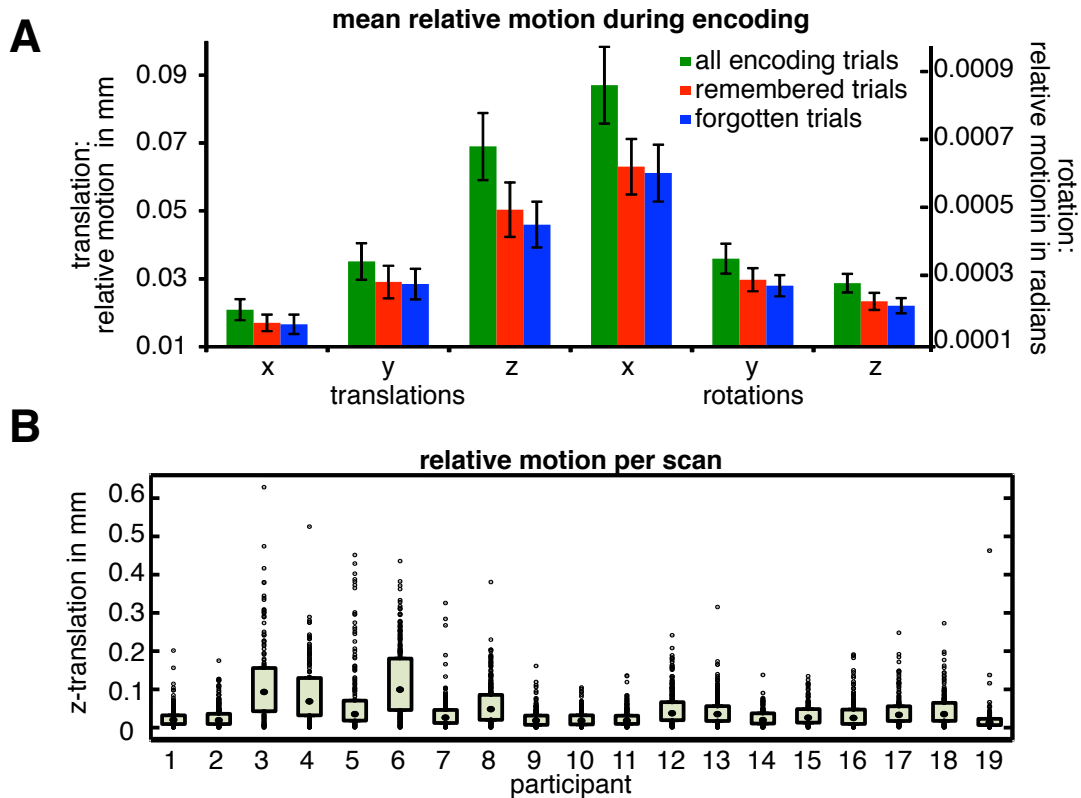 A
mean relative motion during encoding
all encoding trials
remembered trials
forgotten trials
translation:
relative motion in mm
0.09
0.07
0.05
0.03
0.01
0.0009
0.0007
0.0005
0.0003
0.0001
rotation:
relative motionin in radians
x y z x y z
translations rotations
B
relative motion per scan
z-translation in mm
0.6
0.5
0.4
0.3
0.2
0.1
0
1 2 3 4 5 6 7 8 9 10 11 12 13 14 15 16 17 18 19
participant